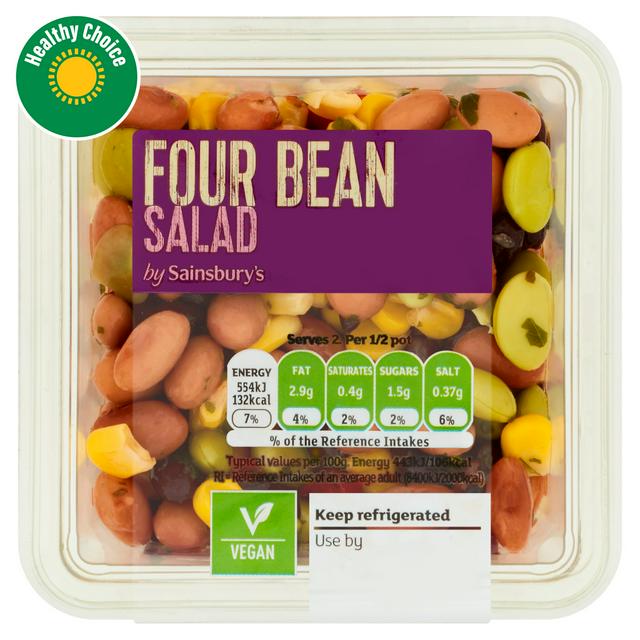 Healthy Choice
FOUR BEAN
SALAD
by Sainsbury's
Serves 2. Per 1/2 pot
ENERGY
554kJ
132kcal
7%
FAT
2.9g
4%
SATURATES
0.4g
2%
SUGARS
1.5g
2%
SALT
0.37g
6%
% of the Reference Intakes
Typical values per 100g. Energy 443kJ/106kcal
RI=Reference Intakes of an average adult (8400kJ/2000kcal)
VEGAN
Keep refrigerated
Use by